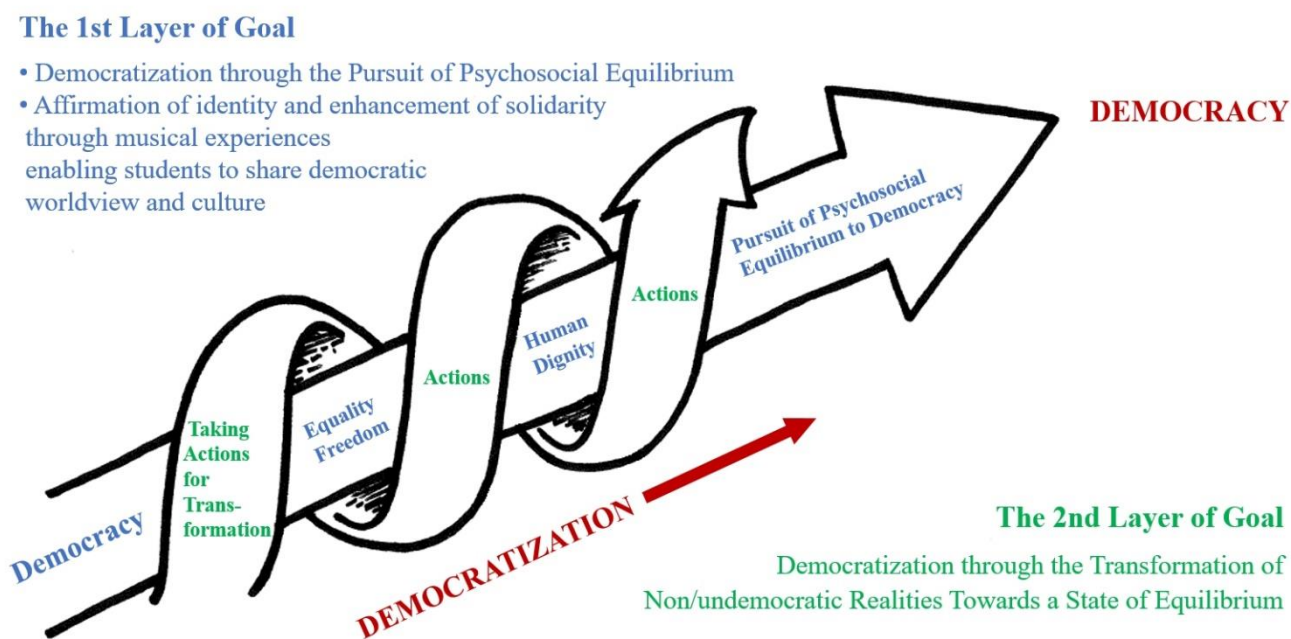 The 1st Layer of Goal
• Democratization through the Pursuit of Psychosocial Equilibrium
• Affirmation of identity and enhancement of solidarity
through musical experiences
enabling students to share democratic
worldview and culture
DEMOCRACY
Pursuit of Psychosocial
Equilibrium to Democracy
Actions
Human
Dignity
Actions
Equality
Freedom
Taking
Actions
for
Trans-
formation
Democracy
DEMOCRATIZATION
The 2nd Layer of Goal
Democratization through the Transformation of
Non/undemocratic Realities Towards a State of Equilibrium